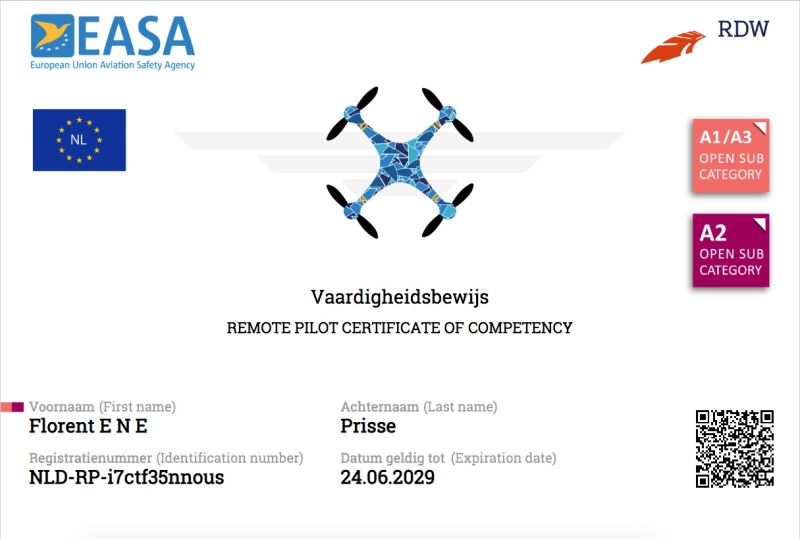 EASA
European Union Aviation Safety Agency
RDW
NL
A1/A3
OPEN SUB
CATEGORY
A2
OPEN SUB
CATEGORY
Vaardigheidsbewijs
REMOTE PILOT CERTIFICATE OF COMPETENCY
Voornaam (First name)
Florent E N E
Achternaam (Last name)
Prisse
Registratienummer (Identification number)
NLD-RP-i7ctf35nnous
Datum geldig tot (Expiration date)
24.06.2029